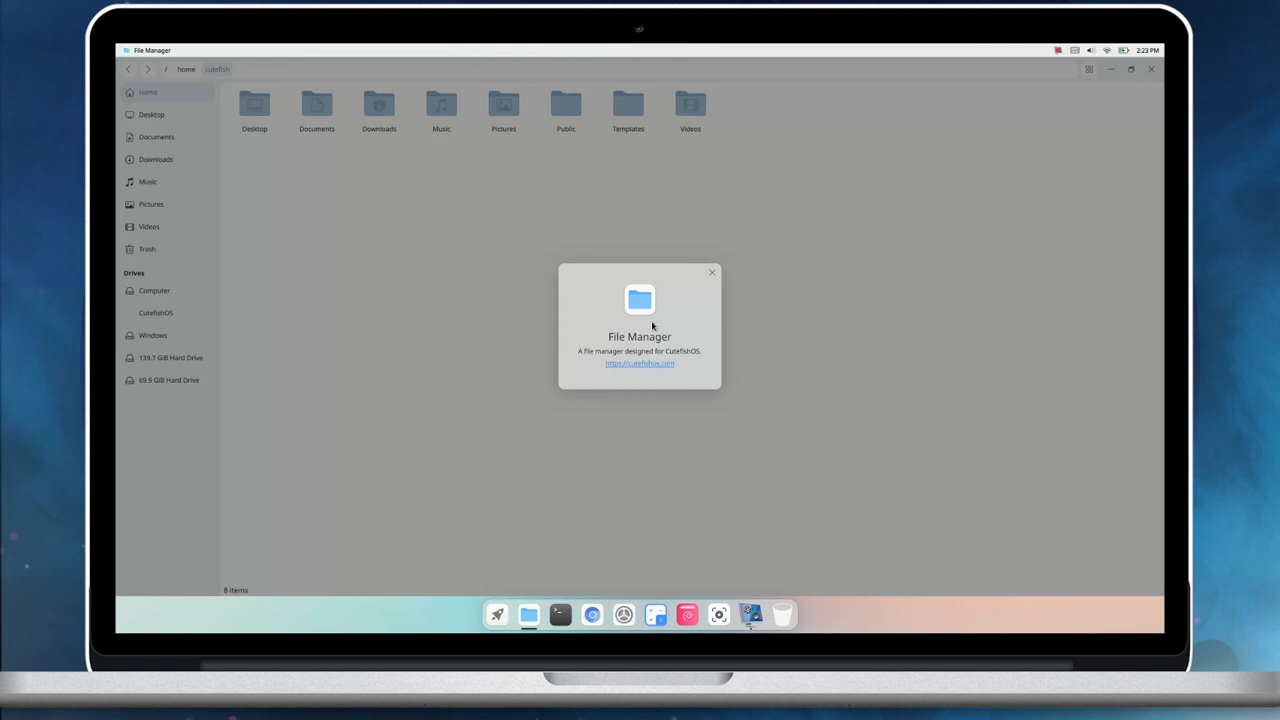 File Manager
2:23 PM
/ home cutefish
Home
Desktop
Documents
Downloads
Music
Pictures
Videos
Trash
Drives
Computer
CutefishOS
Windows
139.7 GiB Hard Drive
69.9 GiB Hard Drive
Desktop Documents Downloads Music Pictures Public Templates Videos
File Manager
A file manager designed for CutefishOS.
https://cutefishos.com
8 items